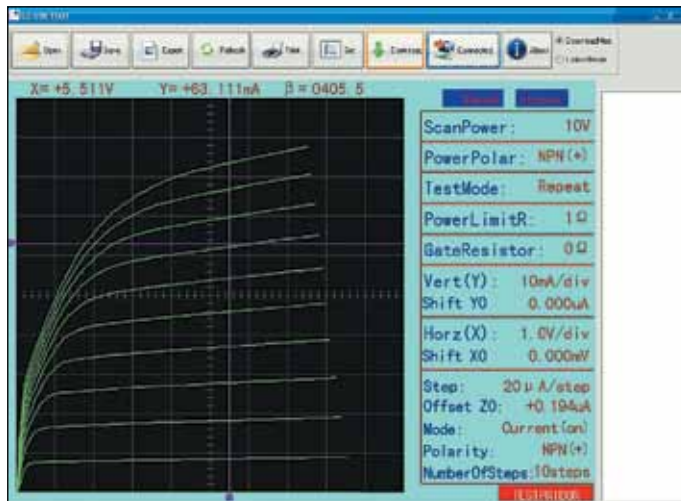 Open Save Export Refresh Print Set Connected About
X= +5.511V Y= +63.111mA β = 0405.5
ScanPower: 10V
PowerPolar: NPN(+)
TestMode: Repeat
PowerLimitR: 1Ω
GateResistor: 0Ω
Vert(Y): 10mA/div
Shift Y0 0.000uA
Horz(X): 1.0V/div
Shift X0 0.000mV
Step: 20μA/step
Offset Z0: +0.194uA
Mode: Current(on)
Polarity: NPN(+)
NumberOfSteps:10steps